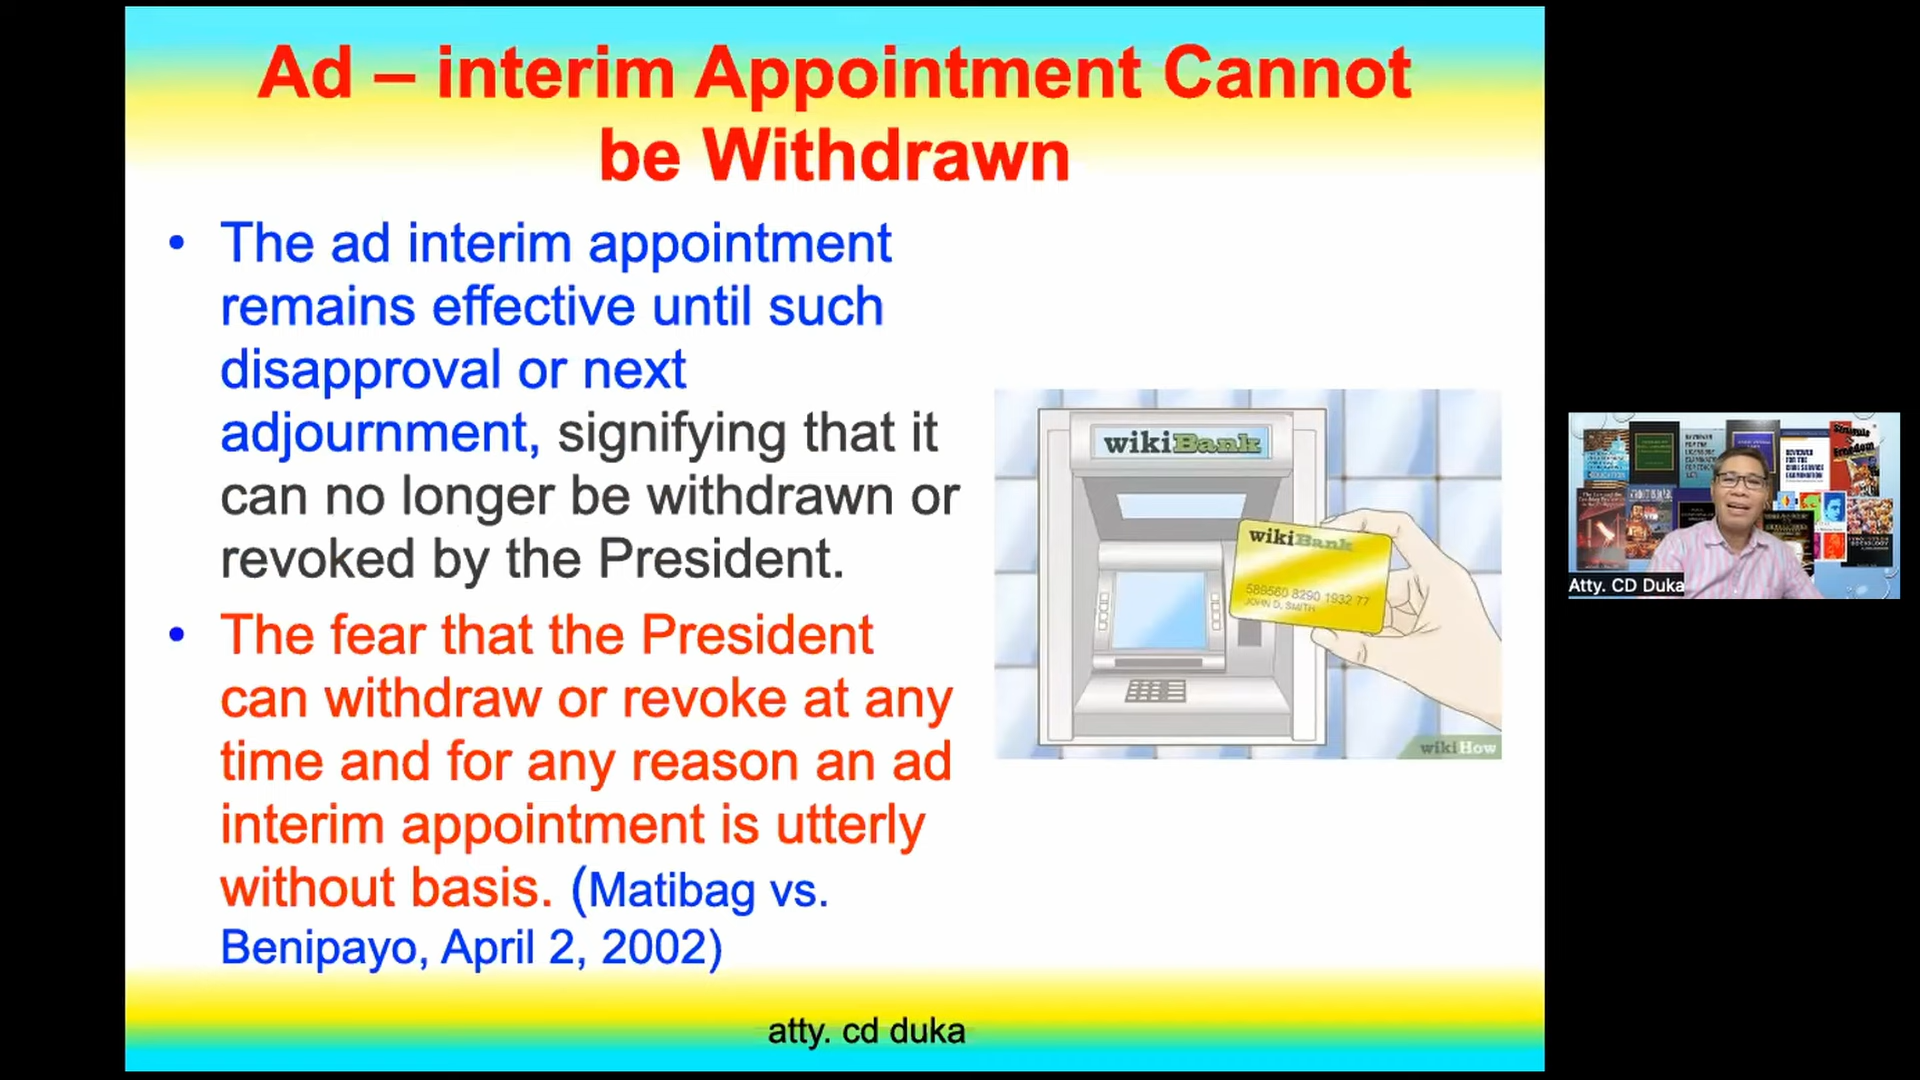 Ad – interim Appointment Cannot
be Withdrawn
• The ad interim appointment
remains effective until such
disapproval or next
adjournment, signifying that it
can no longer be withdrawn or
revoked by the President.
• The fear that the President
can withdraw or revoke at any
time and for any reason an ad
interim appointment is utterly
without basis. (Matibag vs.
Benipayo, April 2, 2002)
wikiBank
wikiBank
589560 8290 1932 77
JOHN D, SMITH
wikiHow
atty. cd duka
Atty. CD Duka